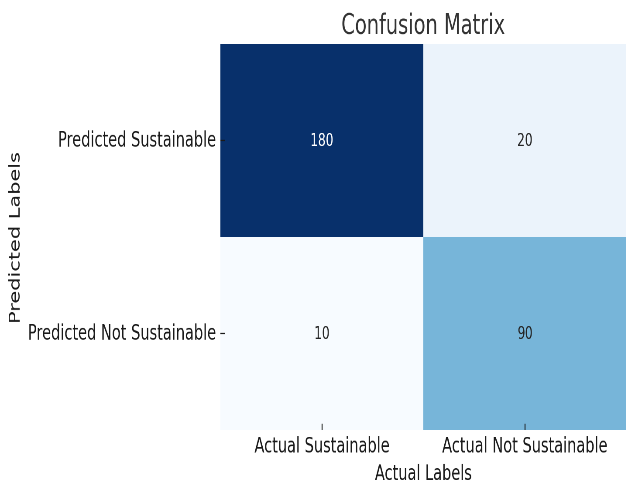 Confusion Matrix
Predicted Labels
Predicted Sustainable
180
20
Predicted Not Sustainable
10
90
Actual Sustainable
Actual Not Sustainable
Actual Labels